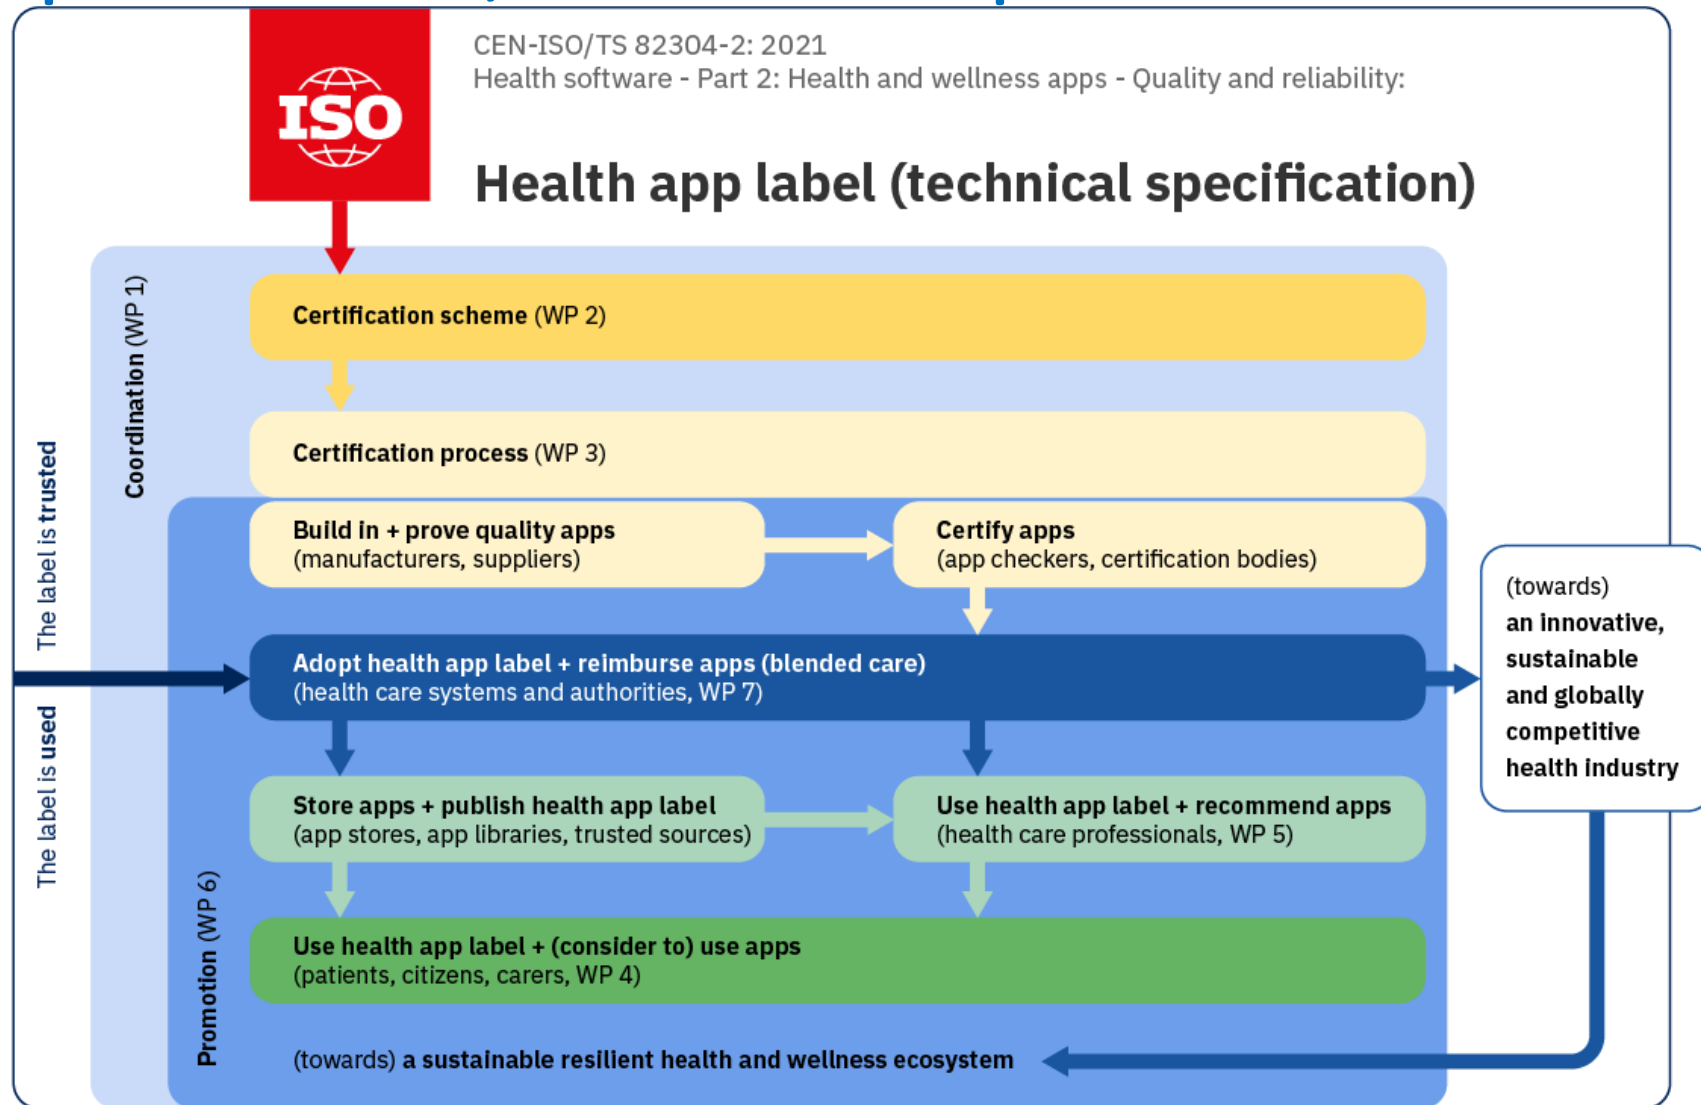 ISO
CEN-ISO/TS 82304-2: 2021
Health software - Part 2: Health and wellness apps - Quality and reliability:
Health app label (technical specification)
Coordination (WP 1)
Certification scheme (WP 2)
Certification process (WP 3)
The label is trusted
Build in + prove quality apps
(manufacturers, suppliers)
Certify apps
(app checkers, certification bodies)
Adopt health app label + reimburse apps (blended care)
(health care systems and authorities, WP 7)
(towards)
an innovative,
sustainable
and globally
competitive
health industry
The label is used
Store apps + publish health app label
(app stores, app libraries, trusted sources)
Use health app label + recommend apps
(health care professionals, WP 5)
Promotion (WP 6)
Use health app label + (consider to) use apps
(patients, citizens, carers, WP 4)
(towards) a sustainable resilient health and wellness ecosystem